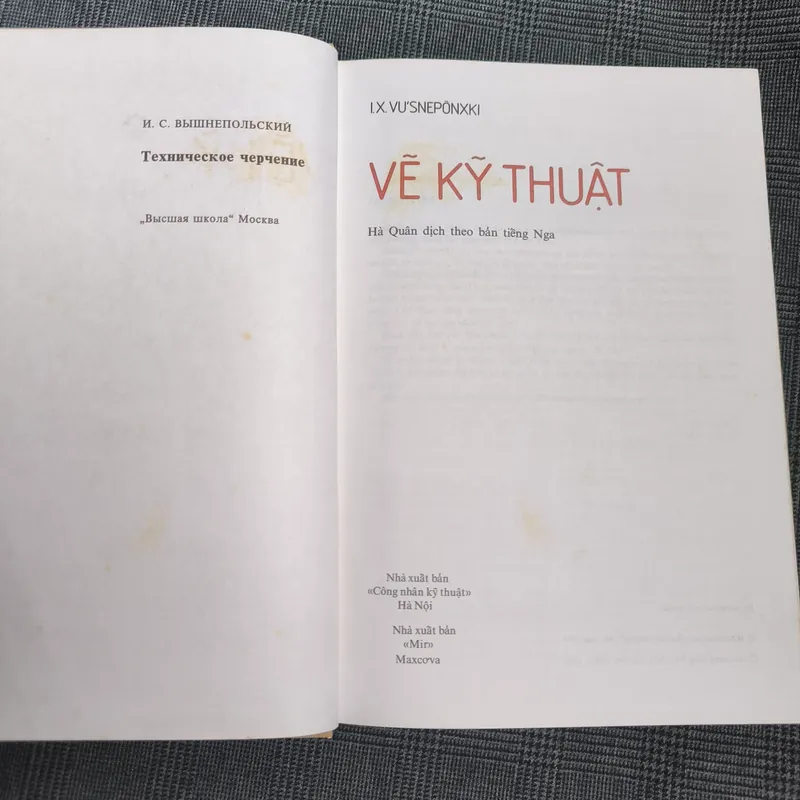 И. С. ВЫШНЕПОЛЬСКИЙ
Техническое черчение
„Высшая школа“ Москва
I.X. VƯ'SNEPÔNXKI
VẼ KỸ THUẬT
Hà Quân dịch theo bản tiếng Nga
Nhà xuất bản
«Công nhân kỹ thuật»
Hà Nội
Nhà xuất bản
«Mir»
Maxcơva